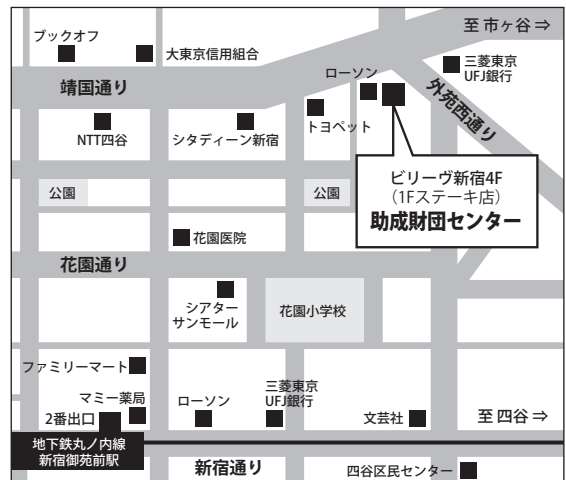 至 市ヶ谷 ⇒
ブックオフ
大東京信用組合
三菱東京
UFJ銀行
ローソン
靖国通り
外苑西通り
トヨペット
NTT四谷
シタディーン新宿
ビリーヴ新宿4F
（1Fステーキ店）
助成財団センター
公園
公園
花園医院
花園通り
シアター
サンモール
花園小学校
ファミリーマート
マミー薬局
ローソン
三菱東京
UFJ銀行
2番出口
文芸社
至 四谷 ⇒
地下鉄丸ノ内線
新宿御苑前駅
新宿通り
四谷区民センター